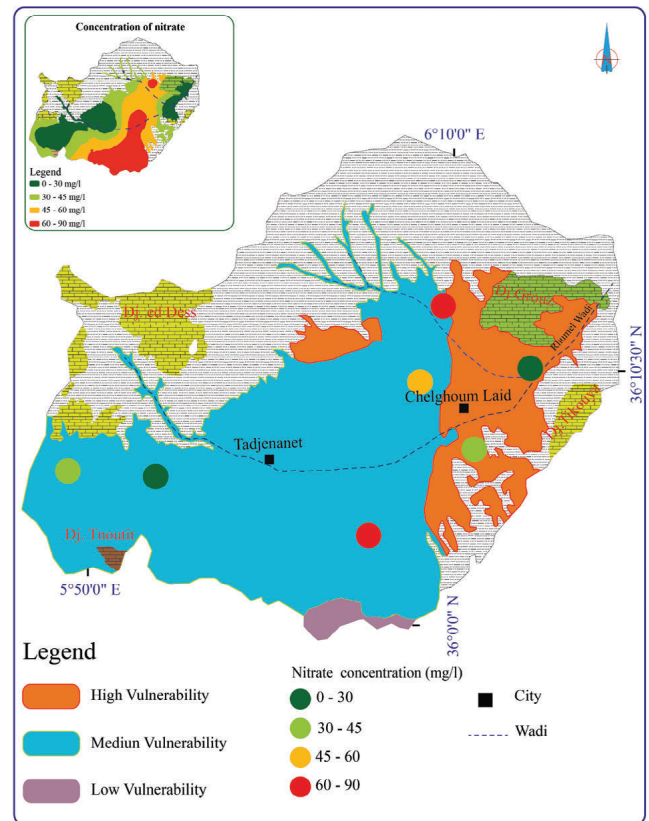 Concentration of nitrate
Legend
0 - 30 mg/l
30 - 45 mg/l
45 - 60 mg/l
60 - 90 mg/l
6°10'0" E
Dj. ed Dess
Rhumel Wadi
36°10'30" N
Chelghoum Laid
Tadjenanet
Dj. Tnoutit
5°50'0" E
36°0'0" N
Legend
High Vulnerability
Mediun Vulnerability
Low Vulnerability
Nitrate concentration (mg/l)
0 - 30
30 - 45
45 - 60
60 - 90
City
Wadi